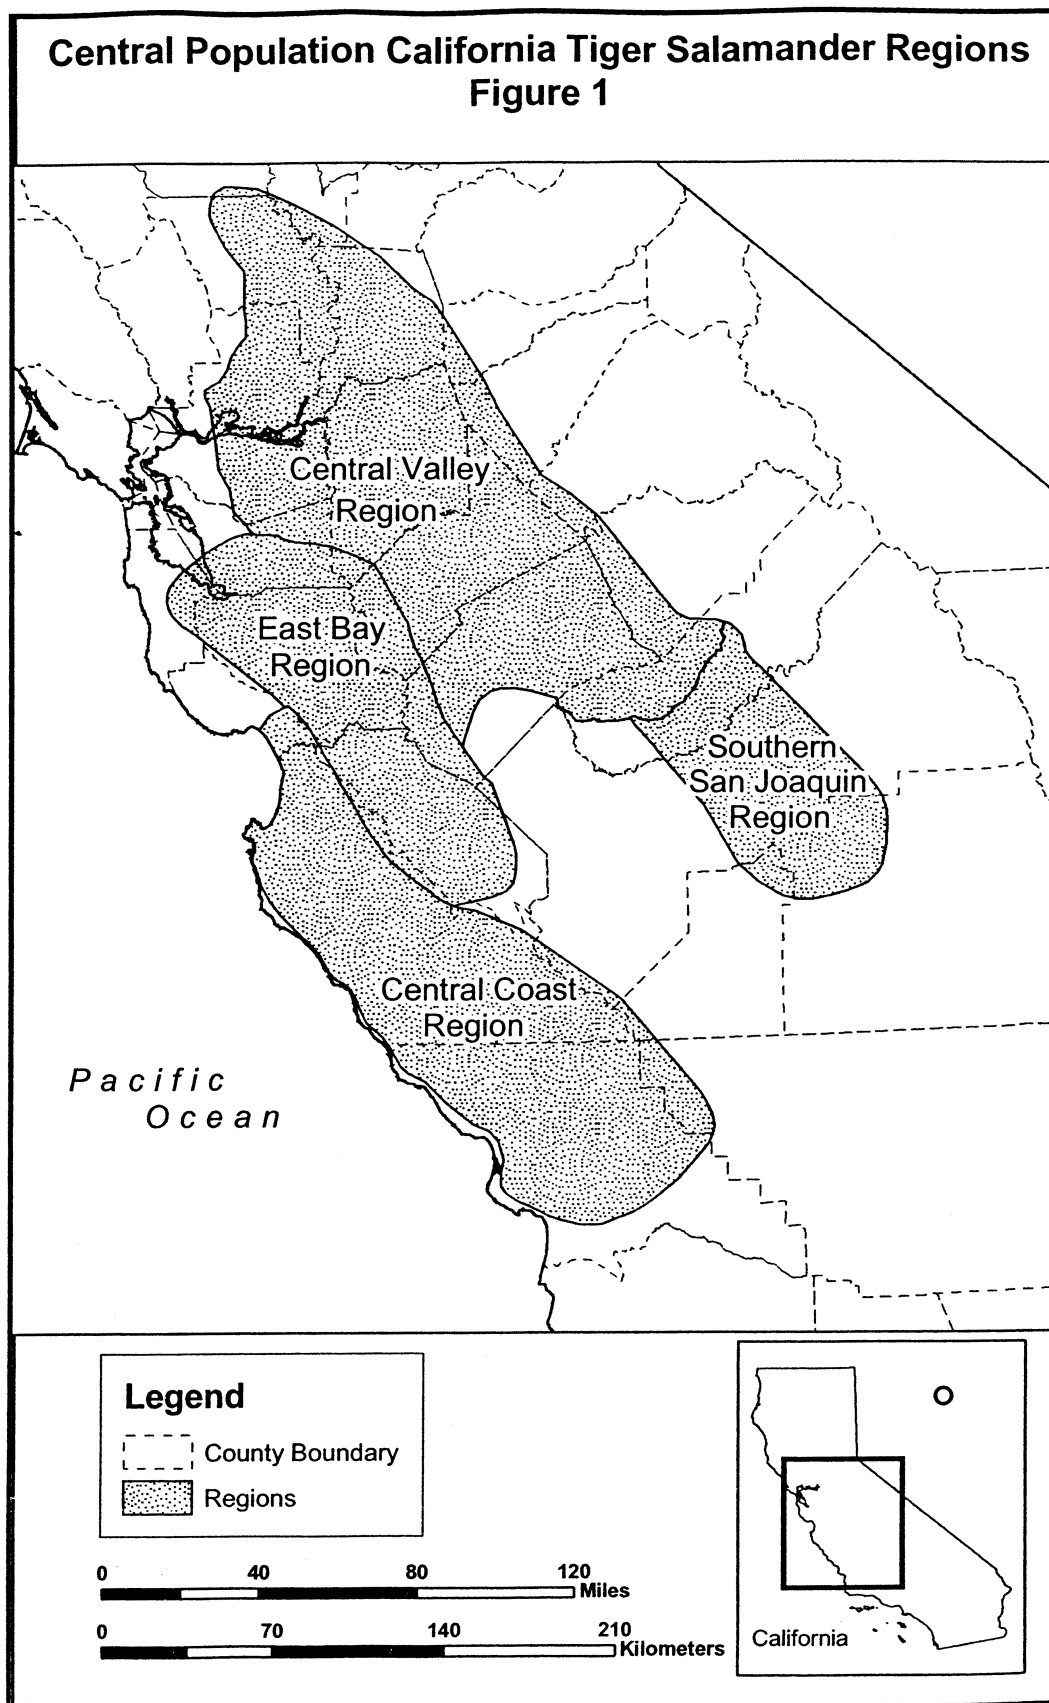 Central Population California Tiger Salamander Regions
Figure 1
Central Valley
Region
East Bay
Region
Southern
San Joaquin
Region
Central Coast
Region
Pacific
Ocean
Legend
County Boundary
Regions
0 40 80 120
Miles
0 70 140 210
Kilometers
California